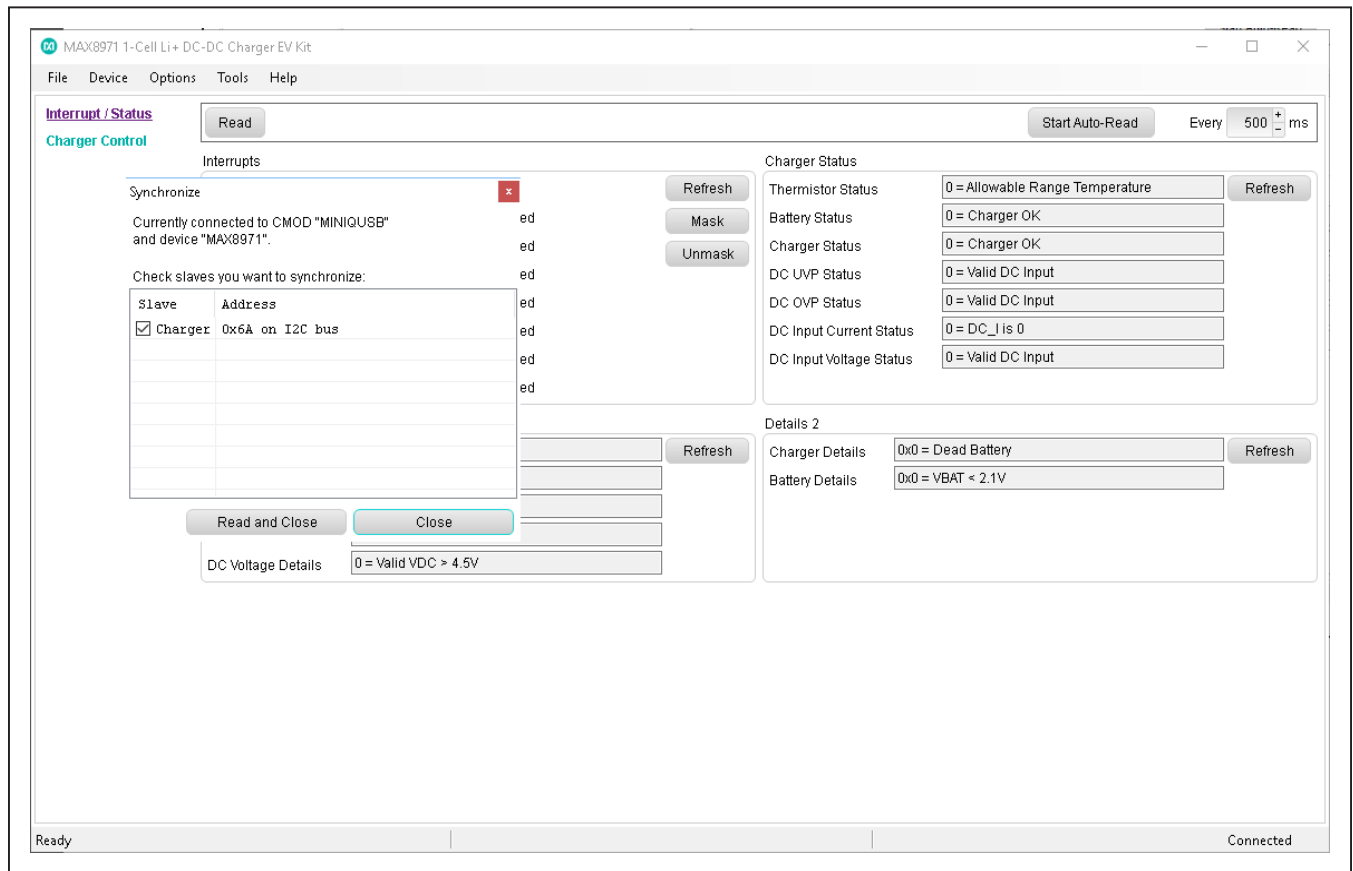 MAX8971 1-Cell Li+ DC-DC Charger EV Kit
File Device Options Tools Help
Interrupt / Status
Charger Control
Read
Start Auto-Read
Every
500
+
-
ms
Interrupts
Refresh
Mask
Unmask
ed
ed
ed
ed
ed
ed
ed
Synchronize
x
Currently connected to CMOD "MINIQUSB"
and device "MAX8971".
Check slaves you want to synchronize:
Slave Address
Charger 0x6A on I2C bus
Read and Close
Close
Refresh
DC Voltage Details
0 = Valid VDC > 4.5V
Charger Status
Thermistor Status 0 = Allowable Range Temperature
Refresh
Battery Status 0 = Charger OK
Charger Status 0 = Charger OK
DC UVP Status 0 = Valid DC Input
DC OVP Status 0 = Valid DC Input
DC Input Current Status 0 = DC_I is 0
DC Input Voltage Status 0 = Valid DC Input
Details 2
Charger Details 0x0 = Dead Battery
Refresh
Battery Details 0x0 = VBAT < 2.1V
Ready
Connected